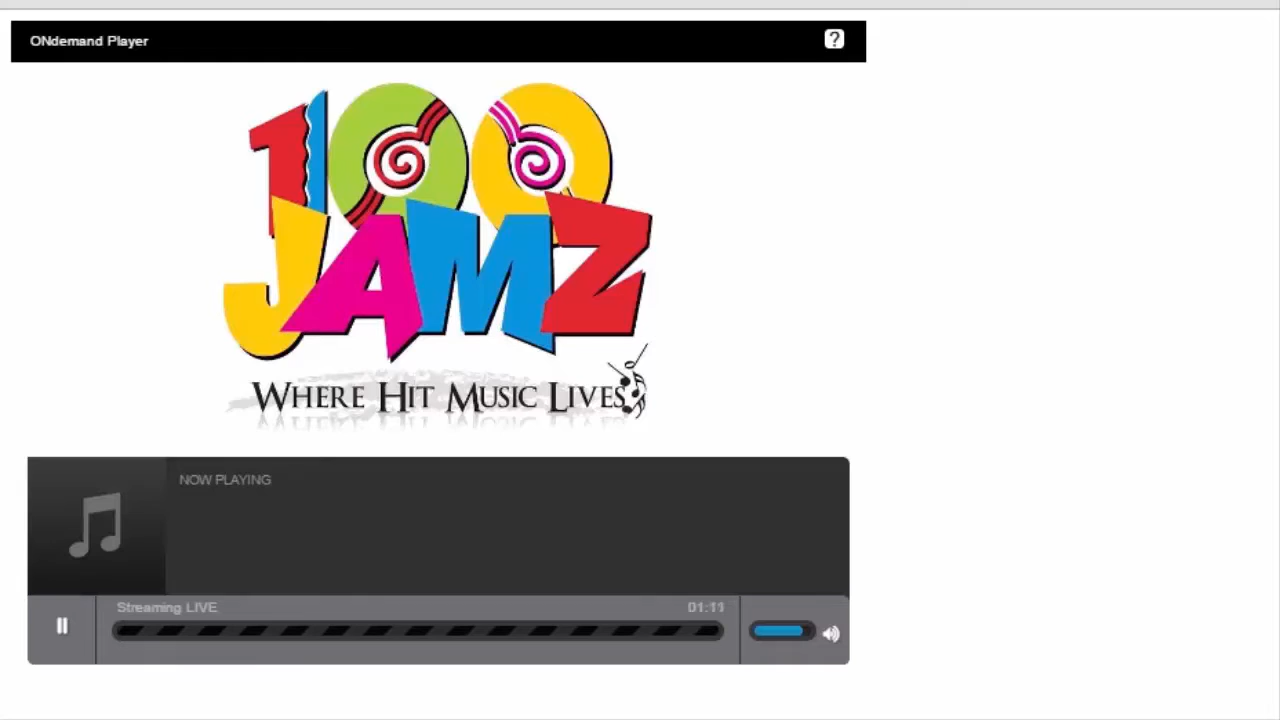 ONdemand Player
?
100
JAMZ
WHERE HIT MUSIC LIVES
NOW PLAYING
Streaming LIVE
01:11